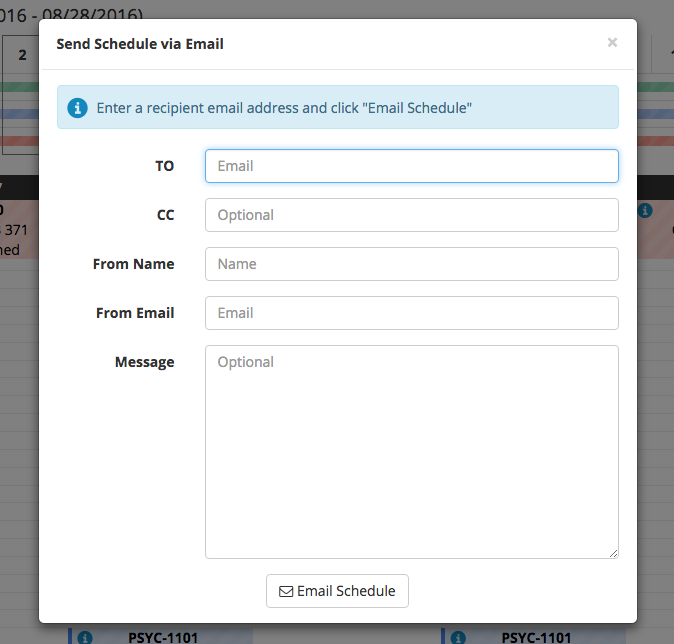 016 - 08/28/2016)
2
Send Schedule via Email
×
Enter a recipient email address and click "Email Schedule"
TO
Email
CC
Optional
From Name
Name
371
ned
From Email
Email
Message
Optional
Email Schedule
PSYC-1101
PSYC-1101